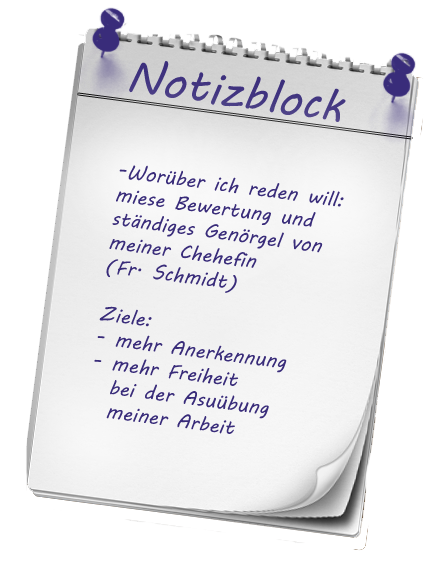 Notizblock
-Worüber ich reden will:
miese Bewertung und
ständiges Genörgel von
meiner Chehefin
(Fr. Schmidt)
Ziele:
- mehr Anerkennung
- mehr Freiheit
bei der Asuübung
meiner Arbeit